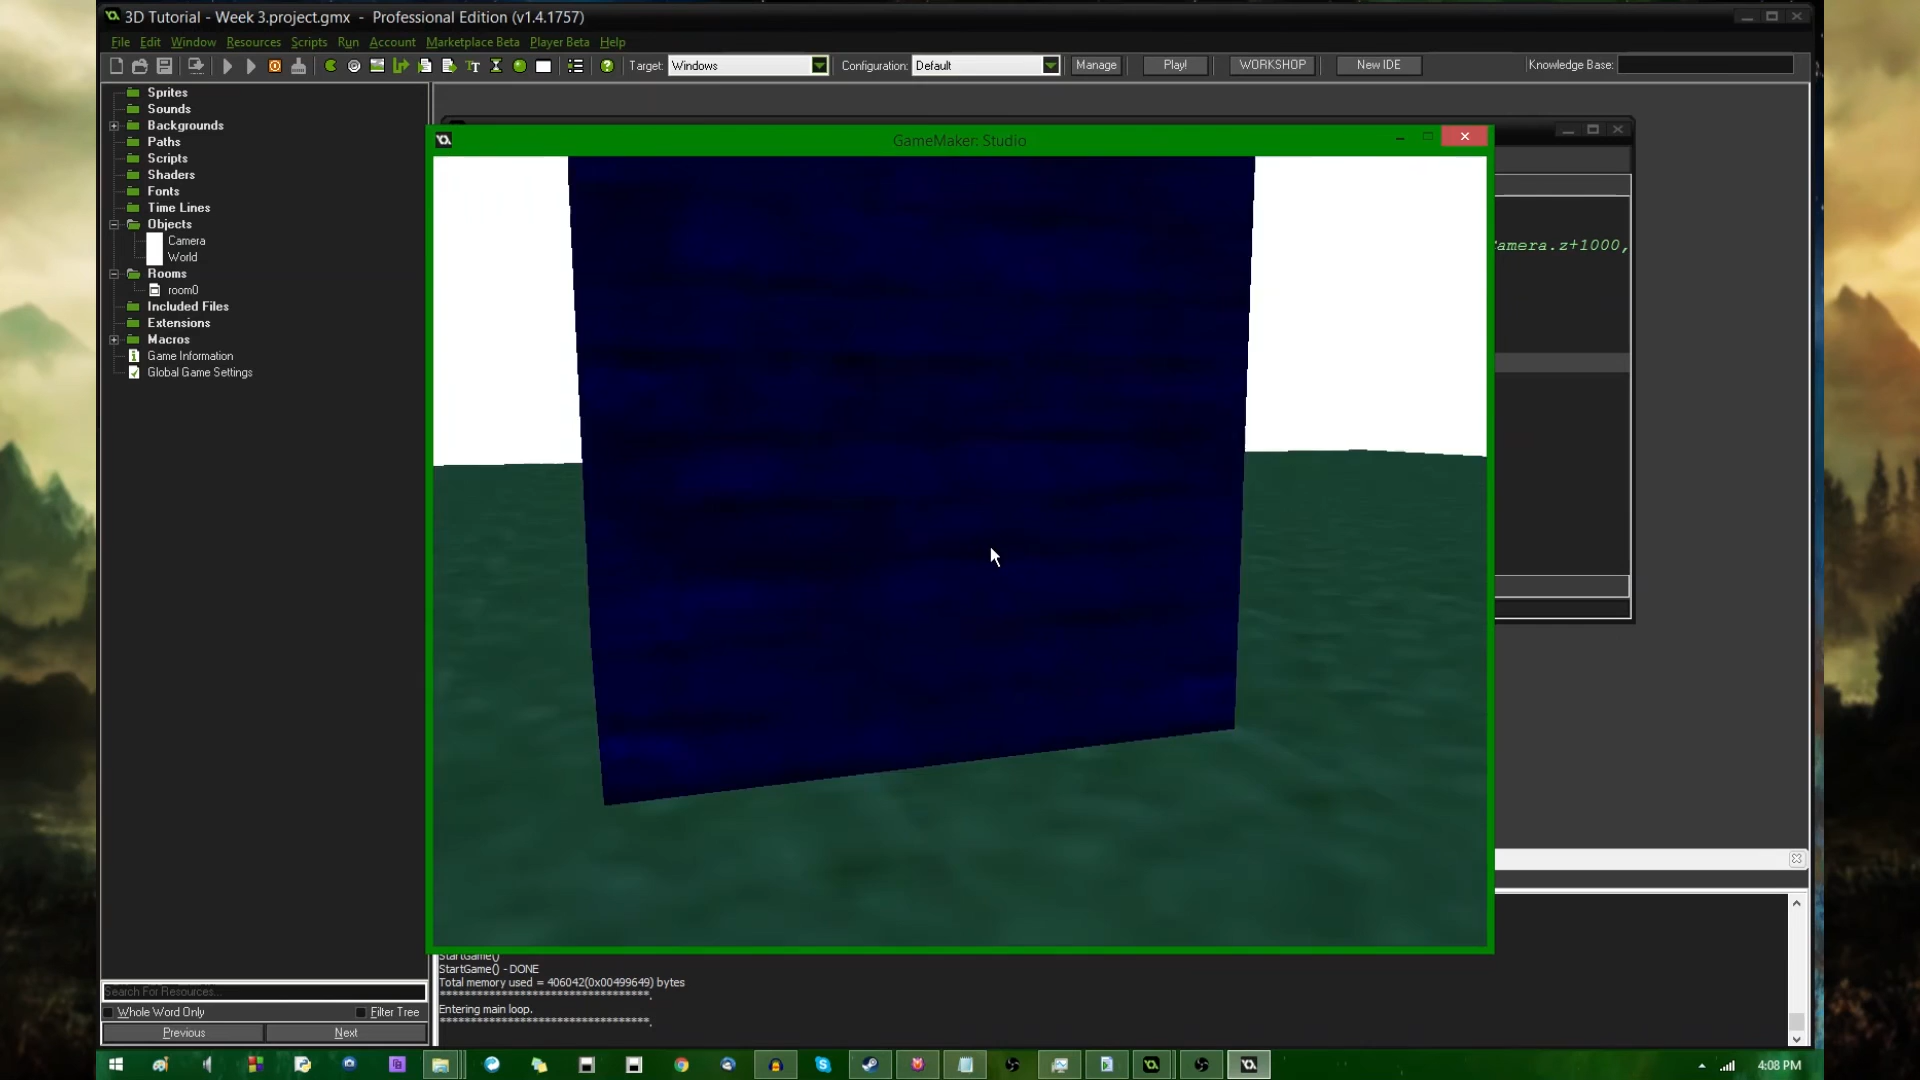 3D Tutorial - Week 3.project.gmx - Professional Edition (v1.4.1757)
File Edit Window Resources Scripts Run Account Marketplace Beta Player Beta Help
Target: Windows Configuration: Default Manage Play! WORKSHOP New IDE Knowledge Base:
Sprites
Sounds
Backgrounds
Paths
Scripts
Shaders
Fonts
Time Lines
Objects
Camera
World
Rooms
room0
Included Files
Extensions
Macros
Game Information
Global Game Settings
GameMaker: Studio
amera.z+1000,
StartGame()
StartGame() - DONE
Total memory used = 406042(0x00499649) bytes
**********************************.
Entering main loop.
**********************************.
Search For Resources...
Whole Word Only Filter Tree
Previous Next
4:08 PM